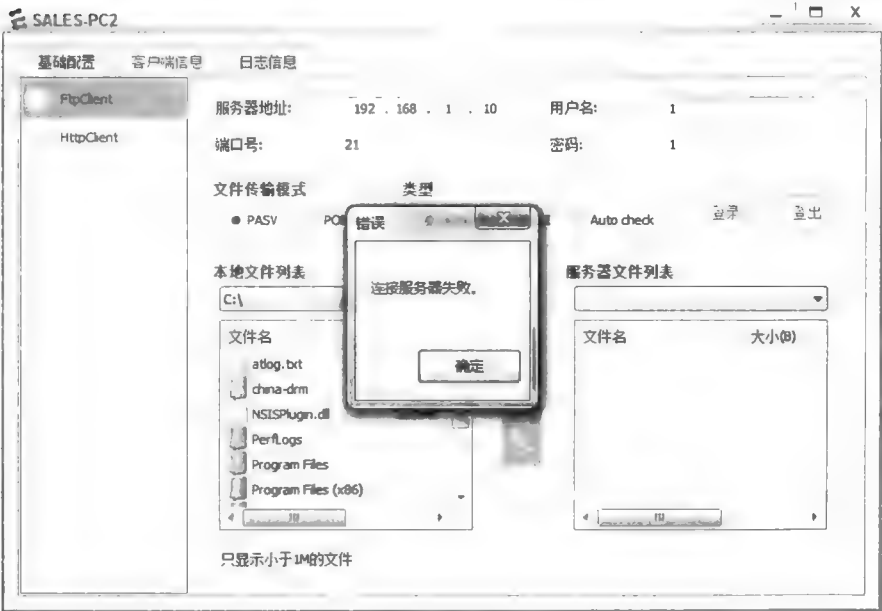 SALES-PC2
基础配置 客户端信息 日志信息
FtpClient
HttpClient
服务器地址: 192 . 168 . 1 . 10 用户名: 1
端口号: 21 密码: 1
文件传输模式 类型
PASV Auto check 登录 登出
错误 X
连接服务器失败。
确定
本地文件列表 服务器文件列表
C:\
文件名 文件名 大小(B)
atlog.txt
china-drm
NSISPlugin.dll
PerfLogs
Program Files
Program Files (x86)
只显示小于1M的文件